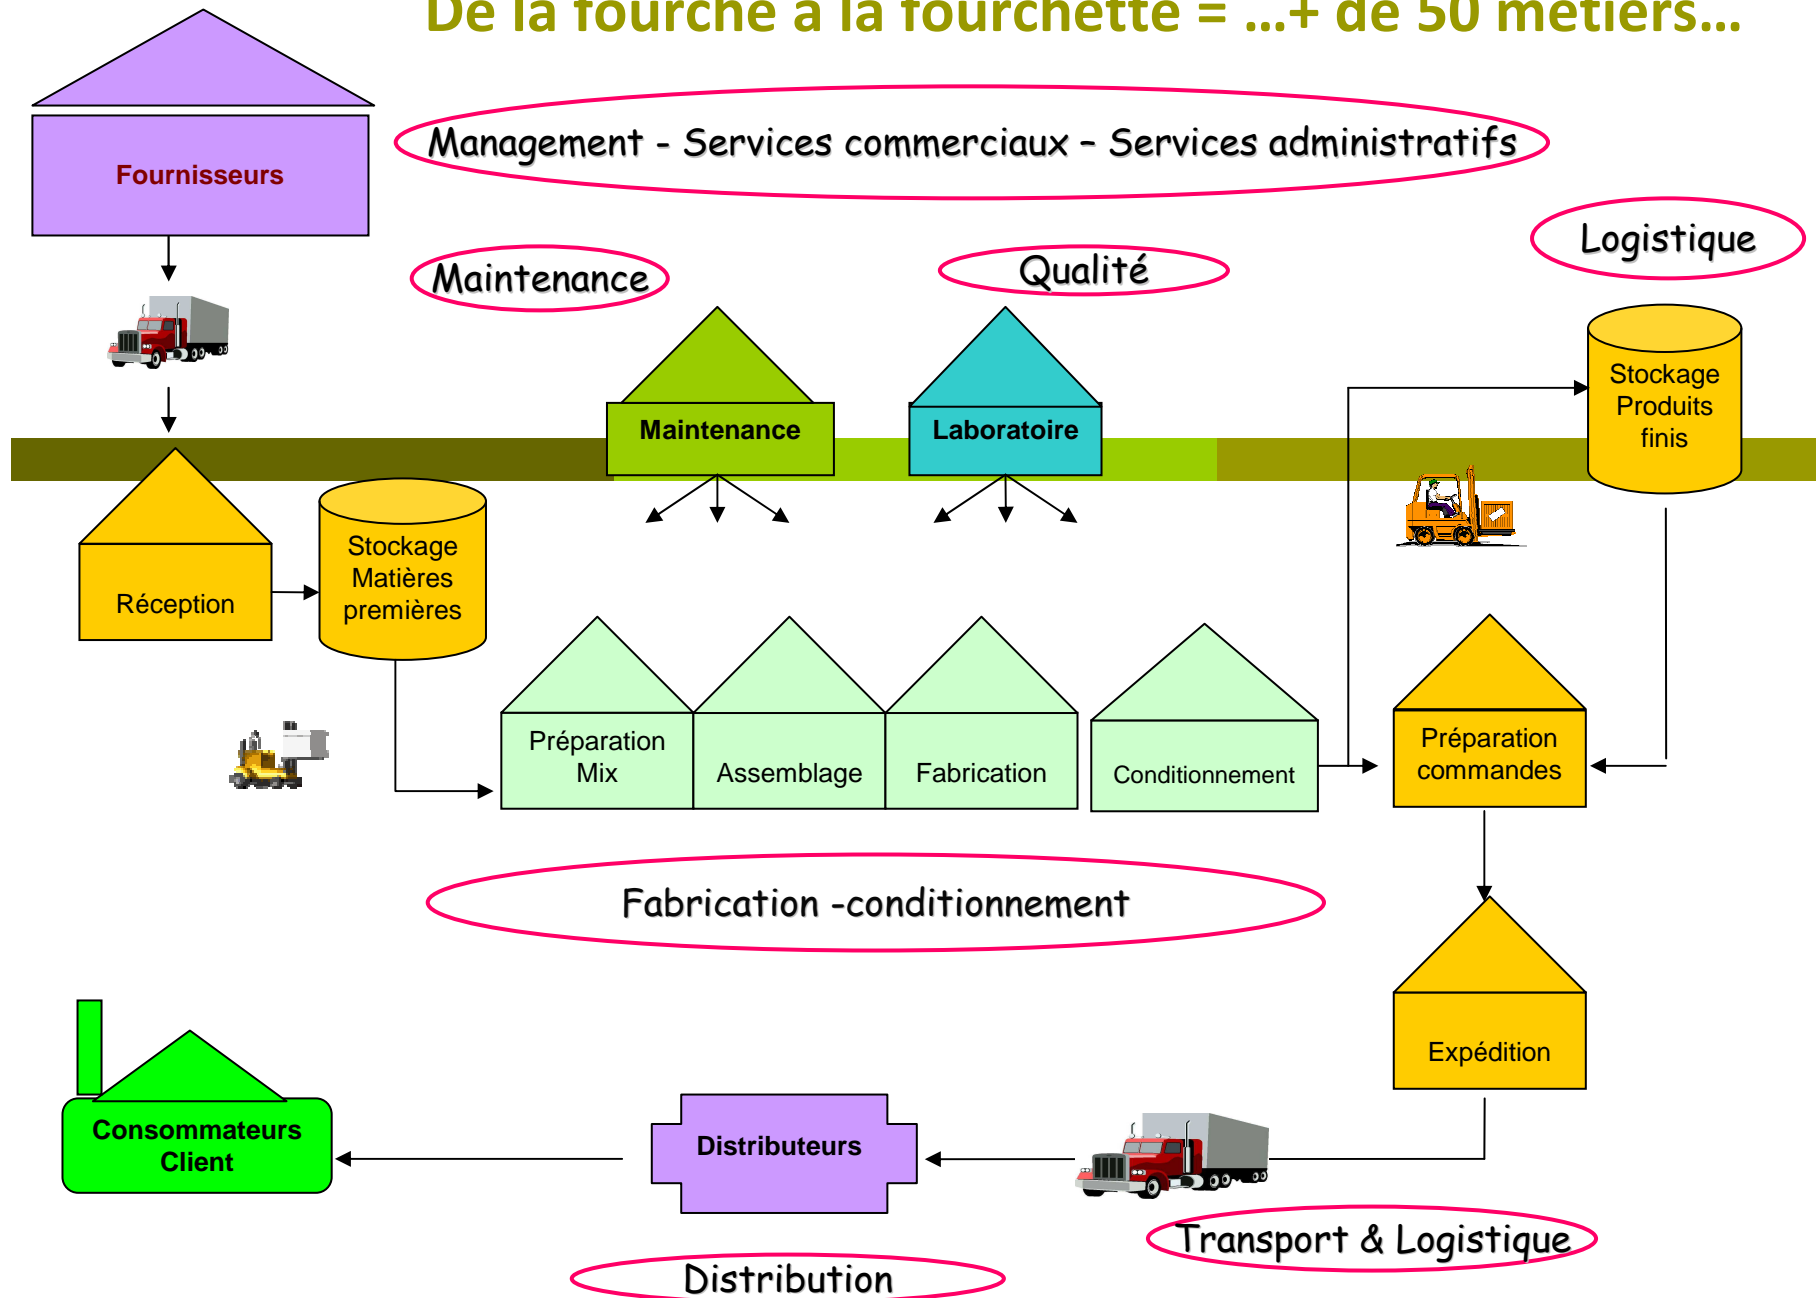 De la fourche à la fourchette = …+ de 50 métiers…
Management - Services commerciaux – Services administratifs
Fournisseurs
Logistique
Maintenance
Qualité
Stockage
Produits
finis
Maintenance
Laboratoire
Réception
Stockage
Matières
premières
Préparation
Mix
Assemblage
Fabrication
Conditionnement
Préparation
commandes
Fabrication -conditionnement
Expédition
Consommateurs
Client
Distributeurs
Transport & Logistique
Distribution